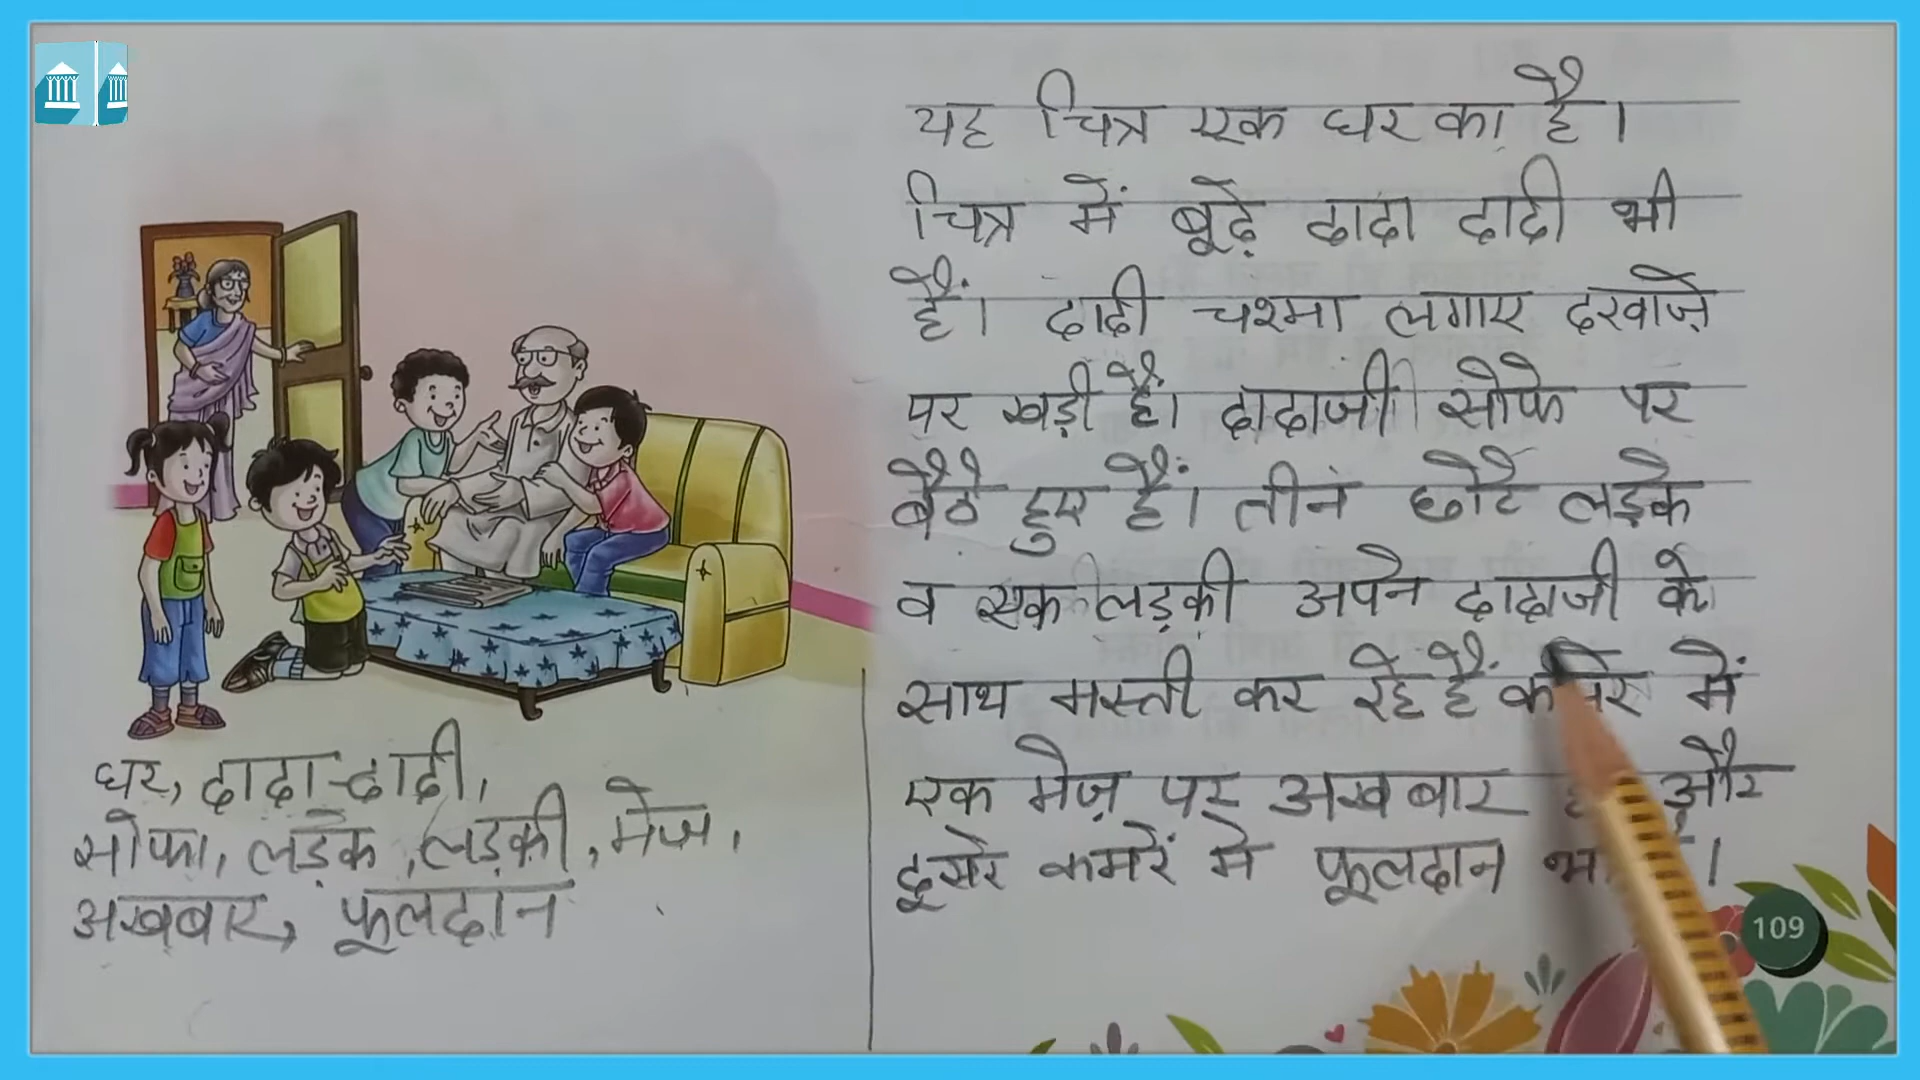 यह चित्र एक घर का है।
चित्र में बूढ़े दादा दादी भी
हैं। दादी चश्मा लगाए दरवाज़े
पर खड़ी हैं। दादाजी सोफे पर
बैठे हुए हैं। तीन छोटे लड़के
व एक लड़की अपने दादाजी के
साथ मस्ती कर रहे हैं कमरे में
एक मेज़ पर अखबार और
दूसरे कमरें मे फूलदान ।
घर, दादा-दादी,
सोफा, लड़के, लड़की, मेज,
अखबार, फूलदान
109